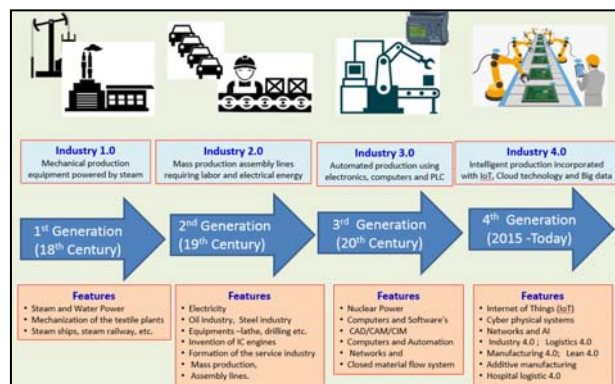 Industry 1.0
Mechanical production
equipment powered by steam
Industry 2.0
Mass production assembly lines
requiring labor and electrical energy
Industry 3.0
Automated production using
electronics, computers and PLC
Industry 4.0
Intelligent production incorporated
with IoT, Cloud technology and Big data
1st Generation
(18th Century)
2nd Generation
(19th Century)
3rd Generation
(20th Century)
4th Generation
(2015 -Today)
Features
• Steam and Water Power
• Mechanization of the textile plants
• Steam ships, steam railway, etc.
Features
• Electricity
• Oil industry, Steel industry
• Equipments –lathe, drilling etc.
• Invention of IC engines
• Formation of the service industry
• Mass production,
• Assembly lines.
Features
• Nuclear Power
• Computers and Software's
• CAD/CAM/CIM
• Computers and Automation
• Networks and
• Closed material flow system
Features
• Internet of Things (IoT)
• Cyber physical systems
• Networks and AI
• Industry 4.0 ; Logistics 4.0
• Manufacturing 4.0; Lean 4.0
• Additive manufacturing
• Hospital logistic 4.0